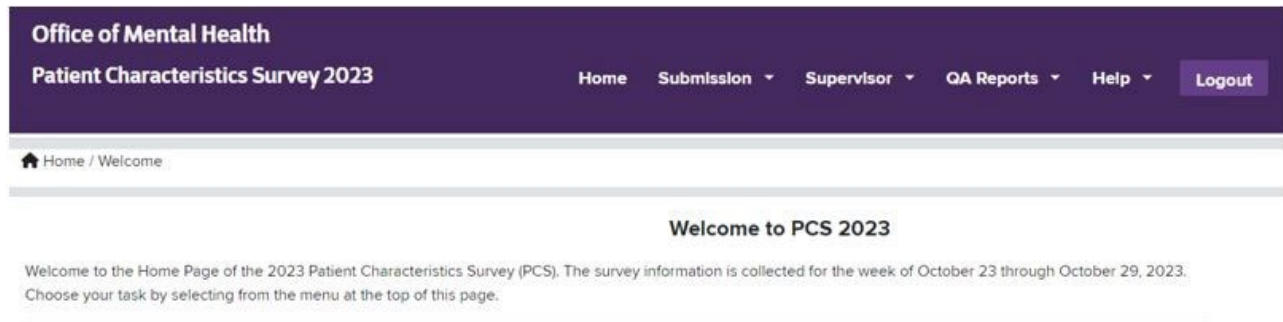 Office of Mental Health
Patient Characteristics Survey 2023
Home Submission Supervisor QA Reports Help Logout
Home / Welcome
Welcome to PCS 2023
Welcome to the Home Page of the 2023 Patient Characteristics Survey (PCS). The survey information is collected for the week of October 23 through October 29, 2023.
Choose your task by selecting from the menu at the top of this page.